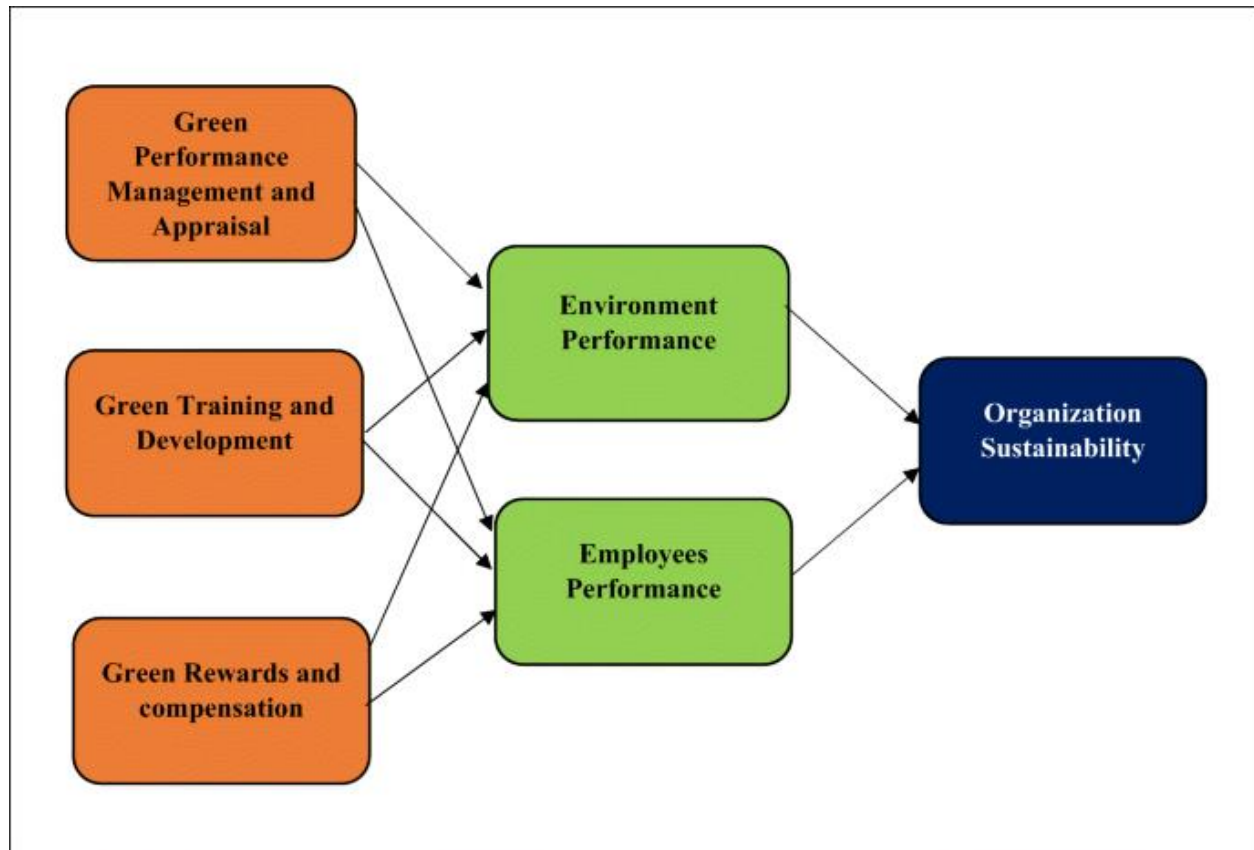 Green
Performance
Management and
Appraisal
Environment
Performance
Green Training and
Development
Organization
Sustainability
Employees
Performance
Green Rewards and
compensation